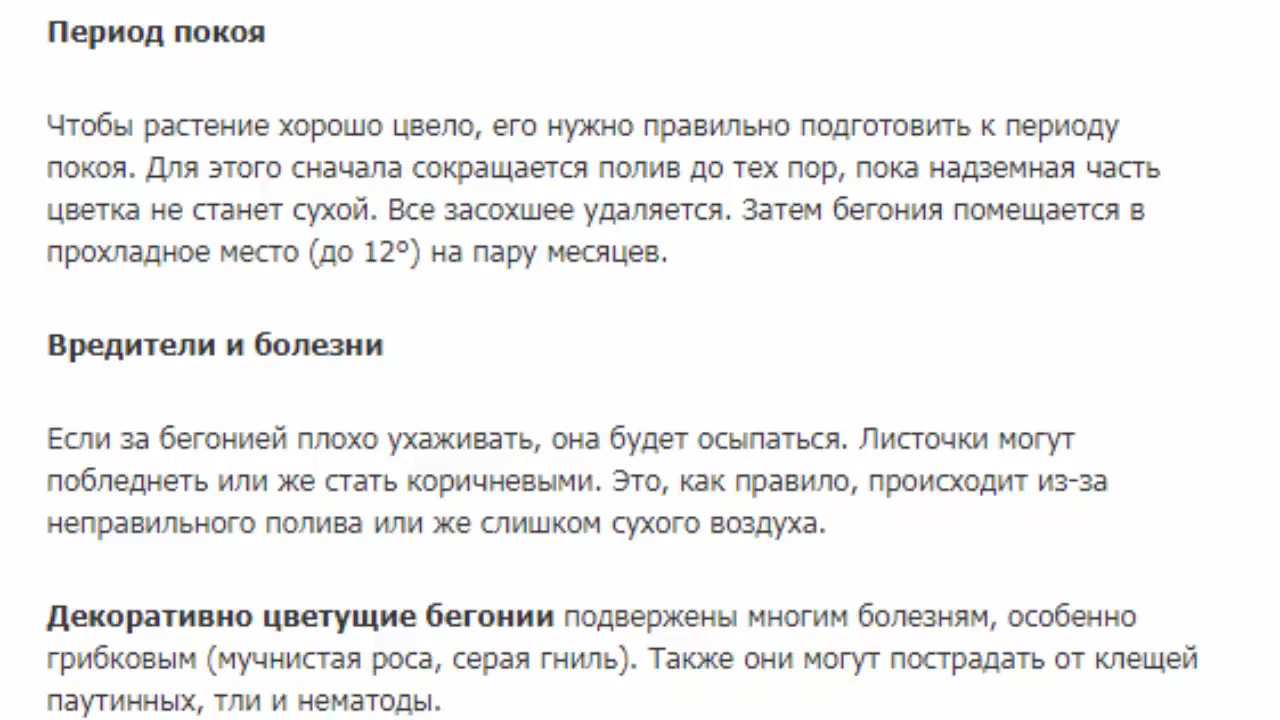 Период покоя
Чтобы растение хорошо цвело, его нужно правильно подготовить к периоду
покоя. Для этого сначала сокращается полив до тех пор, пока надземная часть
цветка не станет сухой. Все засохшее удаляется. Затем бегония помещается в
прохладное место (до 12°) на пару месяцев.
Вредители и болезни
Если за бегонией плохо ухаживать, она будет осыпаться. Листочки могут
побледнеть или же стать коричневыми. Это, как правило, происходит из-за
неправильного полива или же слишком сухого воздуха.
Декоративно цветущие бегонии подвержены многим болезням, особенно
грибковым (мучнистая роса, серая гниль). Также они могут пострадать от клещей
паутинных, тли и нематоды.